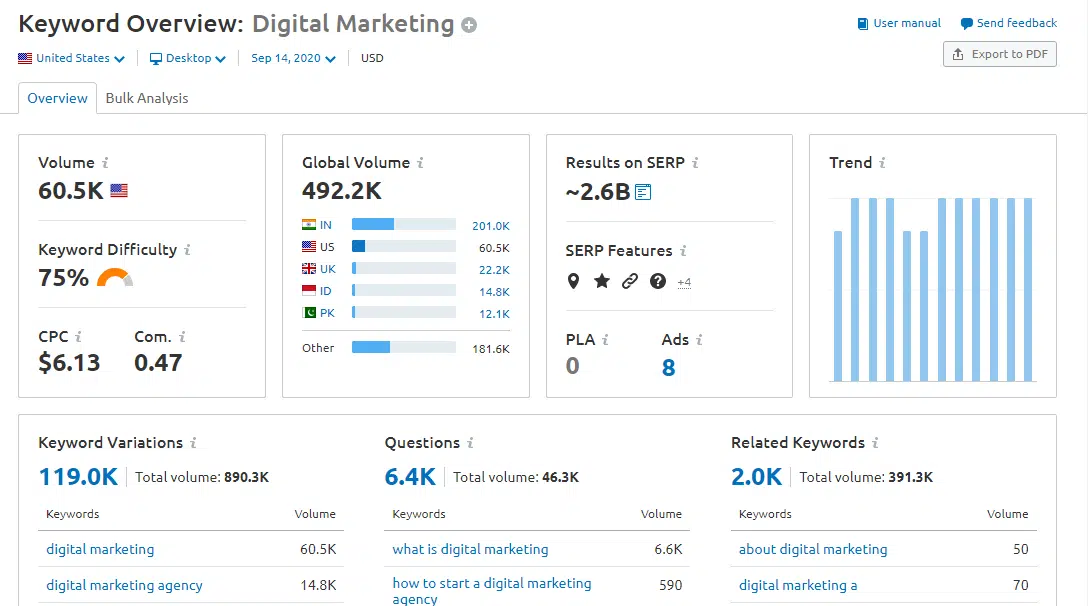 Keyword Overview: Digital Marketing
User manual
Send feedback
United States
Desktop
Sep 14, 2020
USD
Export to PDF
Overview
Bulk Analysis
Volume i
60.5K
Keyword Difficulty i
75%
CPC i
Com. i
$6.13
0.47
Global Volume i
492.2K
IN 201.0K
US 60.5K
UK 22.2K
ID 14.8K
PK 12.1K
Other 181.6K
Results on SERP i
~2.6B
SERP Features i
+4
PLA i
Ads i
0
8
Trend i
Keyword Variations i
119.0K Total volume: 890.3K
Keywords Volume
digital marketing 60.5K
digital marketing agency 14.8K
Questions i
6.4K Total volume: 46.3K
Keywords Volume
what is digital marketing 6.6K
how to start a digital marketing 590
agency
Related Keywords i
2.0K Total volume: 391.3K
Keywords Volume
about digital marketing 50
digital marketing a 70